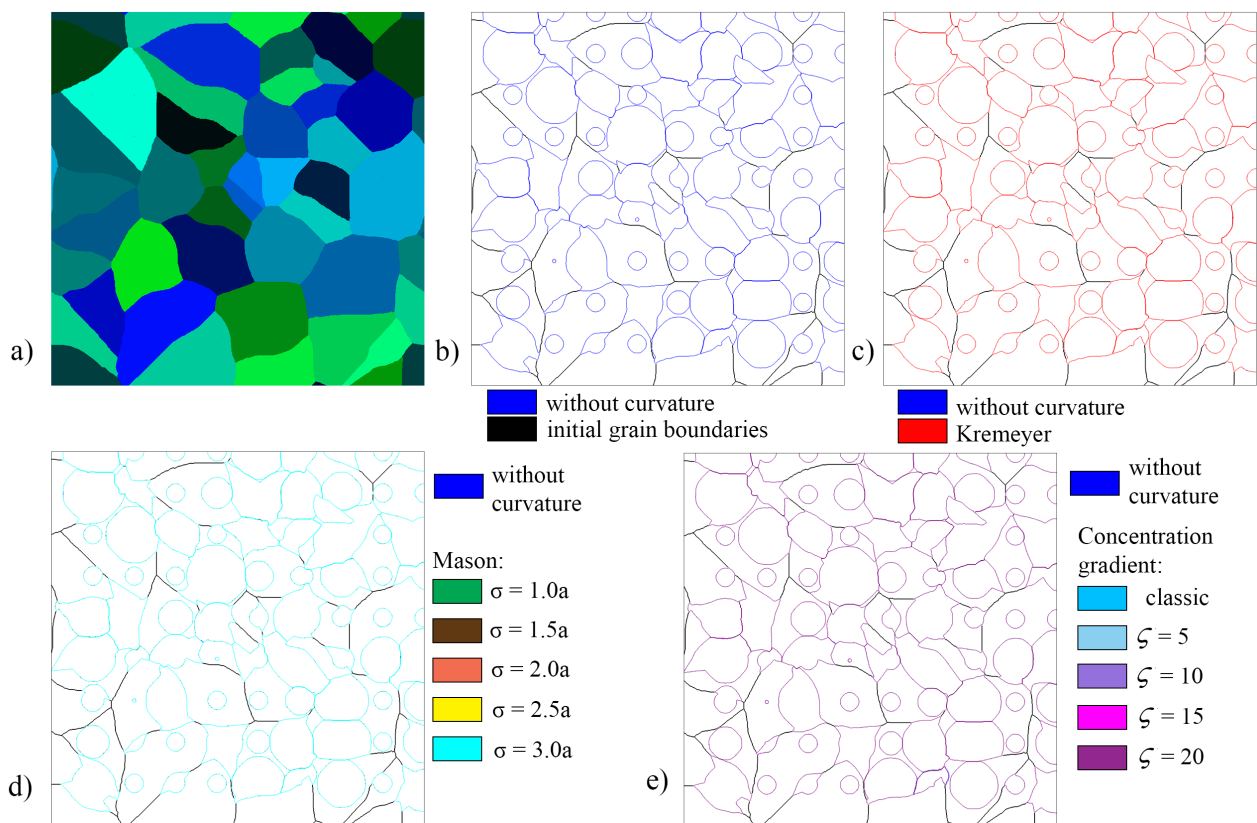 a)
b)
c)
without curvature
initial grain boundaries
without curvature
Kremeyer
d)
without
curvature
Mason:
σ = 1.0a
σ = 1.5a
σ = 2.0a
σ = 2.5a
σ = 3.0a
e)
without
curvature
Concentration
gradient:
classic
ς = 5
ς = 10
ς = 15
ς = 20